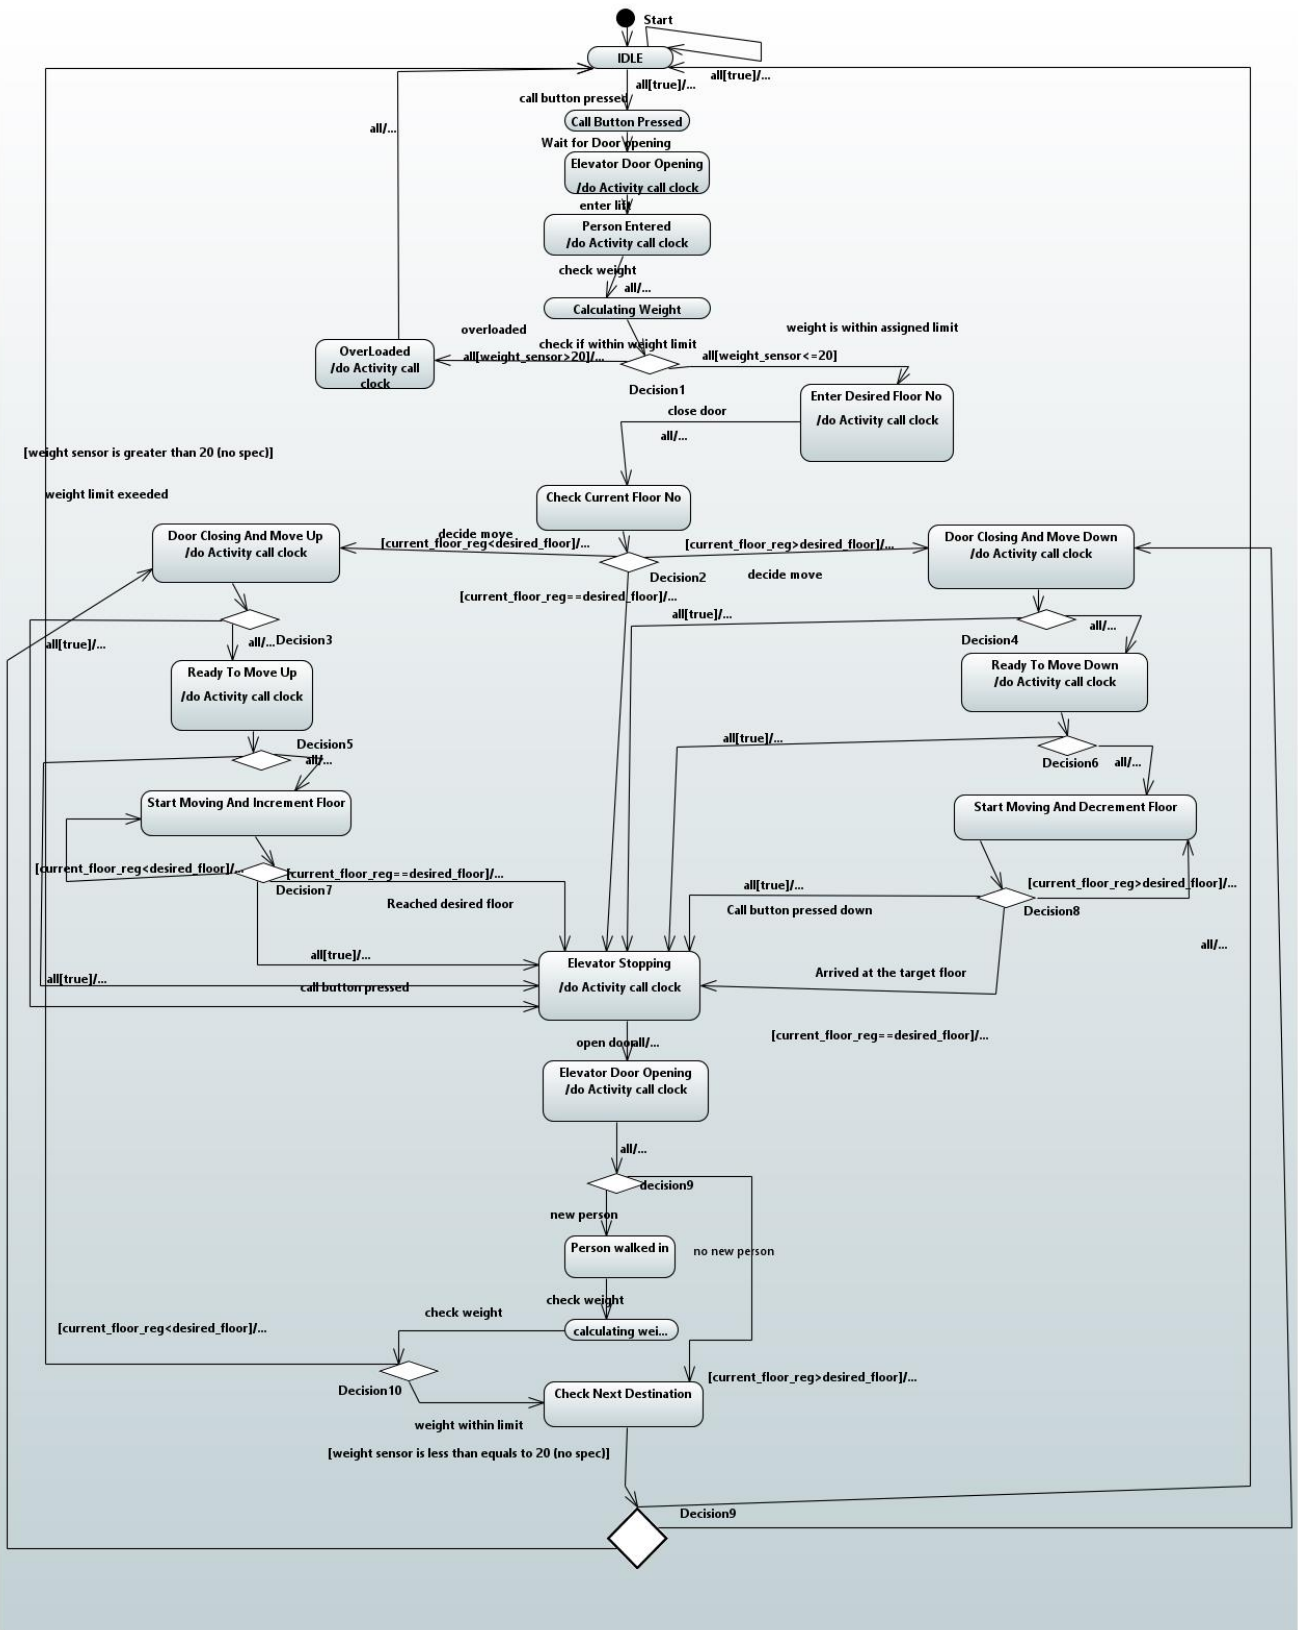 Start
IDLE
all[true]/...
all[true]/...
call button pressed
Call Button Pressed
all/...
Wait for Door opening
Elevator Door Opening
/do Activity call clock
enter lift
Person Entered
/do Activity call clock
check weight
all/...
Calculating Weight
overloaded
weight is within assigned limit
check if within weight limit
OverLoaded
/do Activity call
clock
all[weight_sensor>20]/...
all[weight_sensor<=20]
Decision1
Enter Desired Floor No
/do Activity call clock
close door
all/...
[weight sensor is greater than 20 (no spec)]
weight limit exeeded
Check Current Floor No
Door Closing And Move Up
/do Activity call clock
decide move
[current_floor_reg<desired_floor]/...
[current_floor_reg>desired_floor]/...
Door Closing And Move Down
/do Activity call clock
Decision2
decide move
[current_floor_reg==desired_floor]/...
all[true]/...
all/...
Decision4
all[true]/...
all/...
Decision3
Ready To Move Up
/do Activity call clock
Ready To Move Down
/do Activity call clock
Decision5
all/...
all[true]/...
Decision6
all/...
Start Moving And Increment Floor
Start Moving And Decrement Floor
[current_floor_reg<desired_floor]/...
[current_floor_reg==desired_floor]/...
Decision7
Reached desired floor
all[true]/...
Call button pressed down
[current_floor_reg>desired_floor]/...
Decision8
all/...
all[true]/...
all[true]/...
call button pressed
Elevator Stopping
/do Activity call clock
Arrived at the target floor
[current_floor_reg==desired_floor]/...
open door
all/...
Elevator Door Opening
/do Activity call clock
all/...
decision9
new person
Person walked in
no new person
check weight
check weight
calculating wei...
[current_floor_reg<desired_floor]/...
Decision10
Check Next Destination
[current_floor_reg>desired_floor]/...
weight within limit
[weight sensor is less than equals to 20 (no spec)]
Decision9